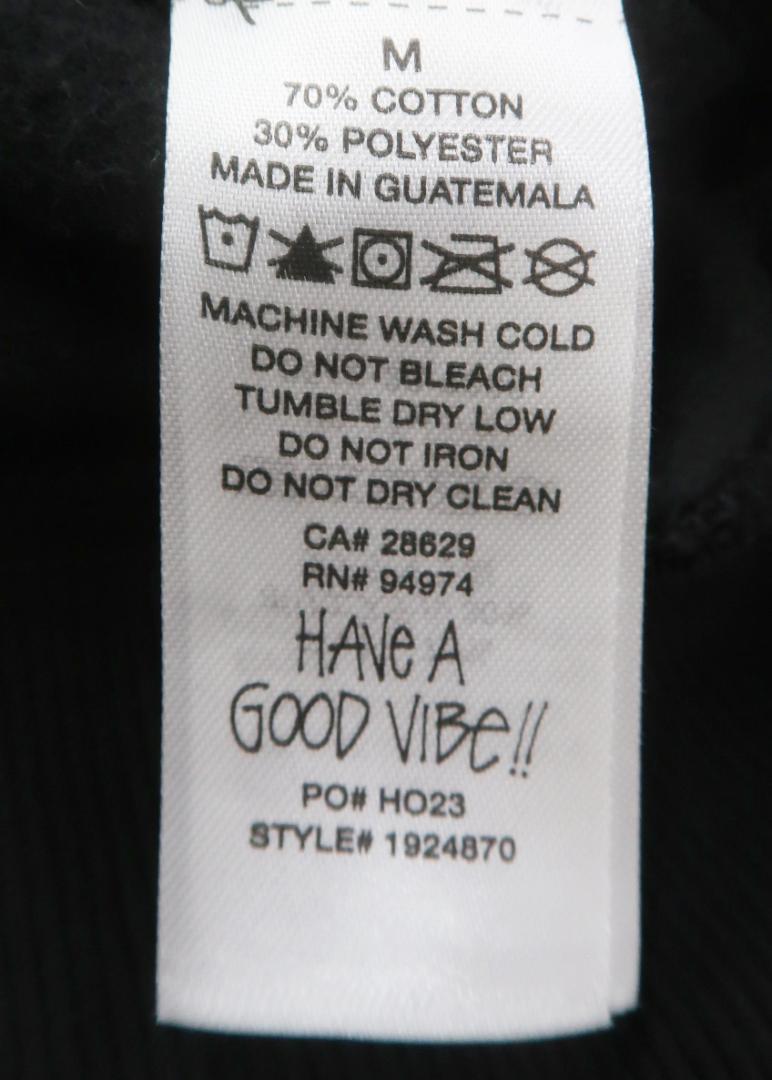 M
70% COTTON
30% POLYESTER
MADE IN GUATEMALA
MACHINE WASH COLD
DO NOT BLEACH
TUMBLE DRY LOW
DO NOT IRON
DO NOT DRY CLEAN
CA# 28629
RN# 94974
HAVe A
GOOD VIBe!!
PO# HO23
STYLE# 1924870